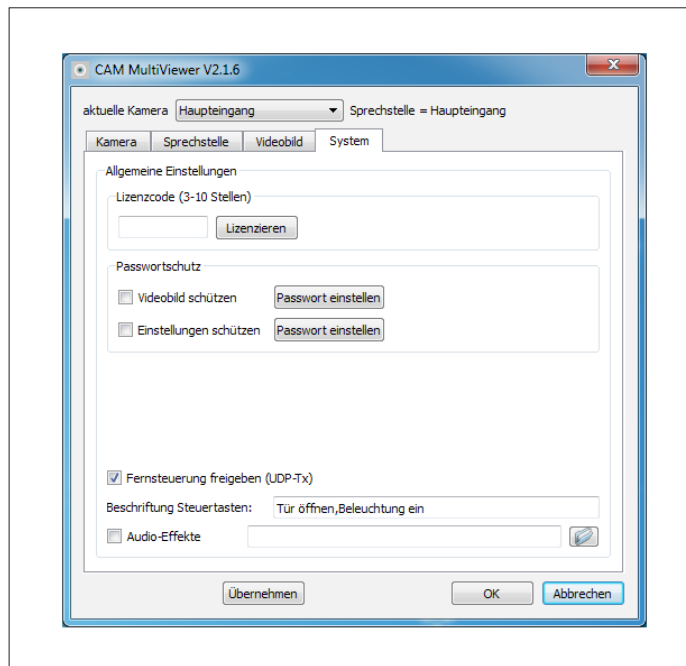 CAM MultiViewer V2.1.6
aktuelle Kamera Haupteingang Sprechstelle = Haupteingang
Kamera Sprechstelle Videobild System
Allgemeine Einstellungen
Lizenzcode (3-10 Stellen)
Lizenzieren
Passwortschutz
Videobild schützen Passwort einstellen
Einstellungen schützen Passwort einstellen
Fernsteuerung freigeben (UDP-Tx)
Beschriftung Steuertasten: Tür öffnen,Beleuchtung ein
Audio-Effekte
Übernehmen OK Abbrechen